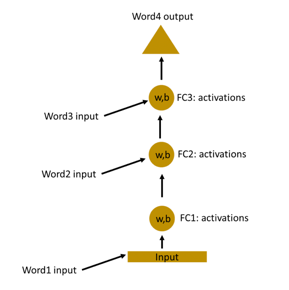 Word4 output
w,b
FC3: activations
Word3 input
w,b
FC2: activations
Word2 input
w,b
FC1: activations
Input
Word1 input